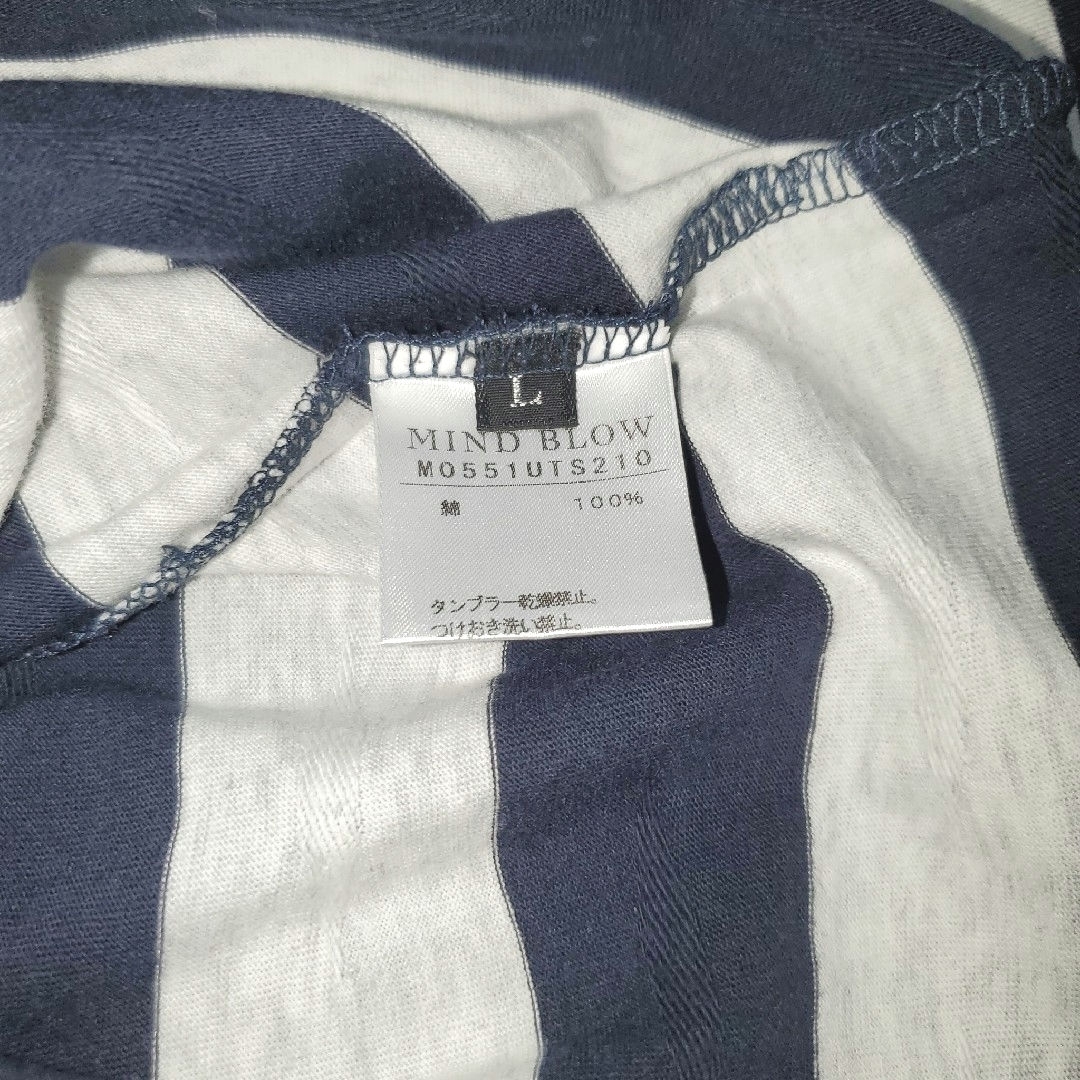 L
MIND BLOW
M0551UTS210
綿 100%
タンブラー乾燥禁止。
つけおき洗い禁止。